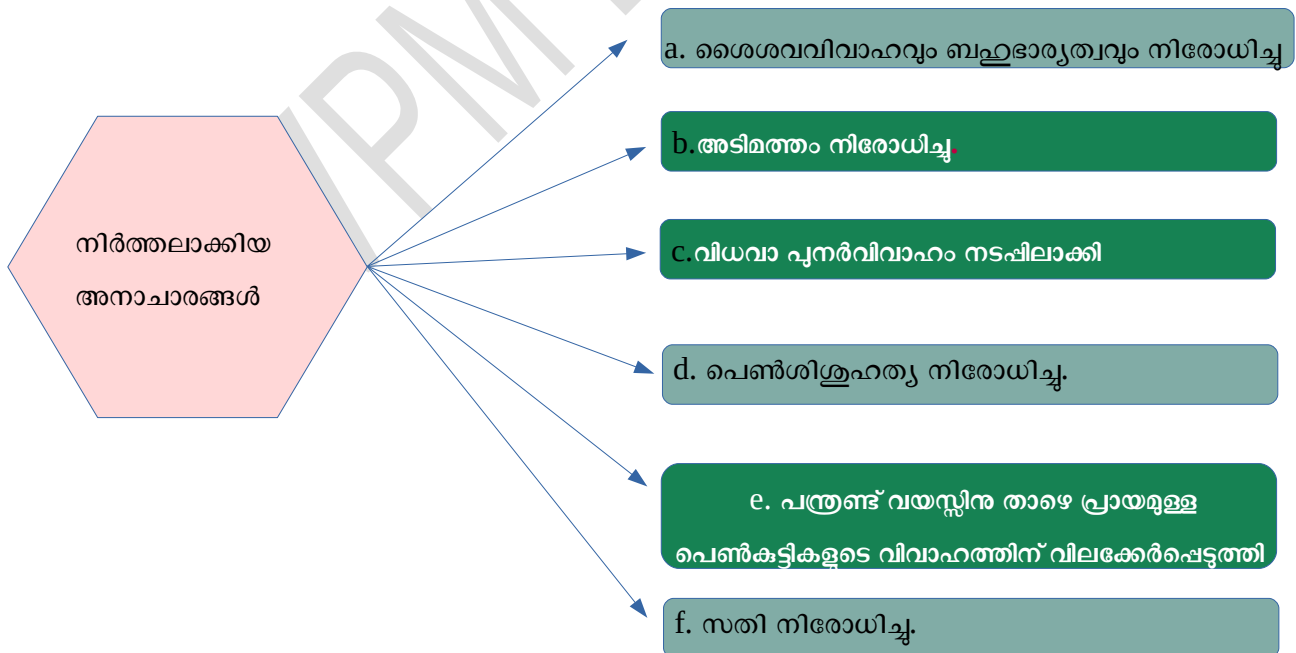 VPM
നിർത്തലാക്കിയ
അനാചാരങ്ങൾ
a. ശൈശവവിവാഹവും ബഹുഭാര്യത്വവും നിരോധിച്ചു
b.അടിമത്തം നിരോധിച്ചു.
c.വിധവാ പുനർവിവാഹം നടപ്പിലാക്കി
d. പെൺശിശുഹത്യ നിരോധിച്ചു.
e. പന്ത്രണ്ട് വയസ്സിനു താഴെ പ്രായമുള്ള
പെൺകുട്ടികളുടെ വിവാഹത്തിന് വിലക്കേർപ്പെടുത്തി
f. സതി നിരോധിച്ചു.